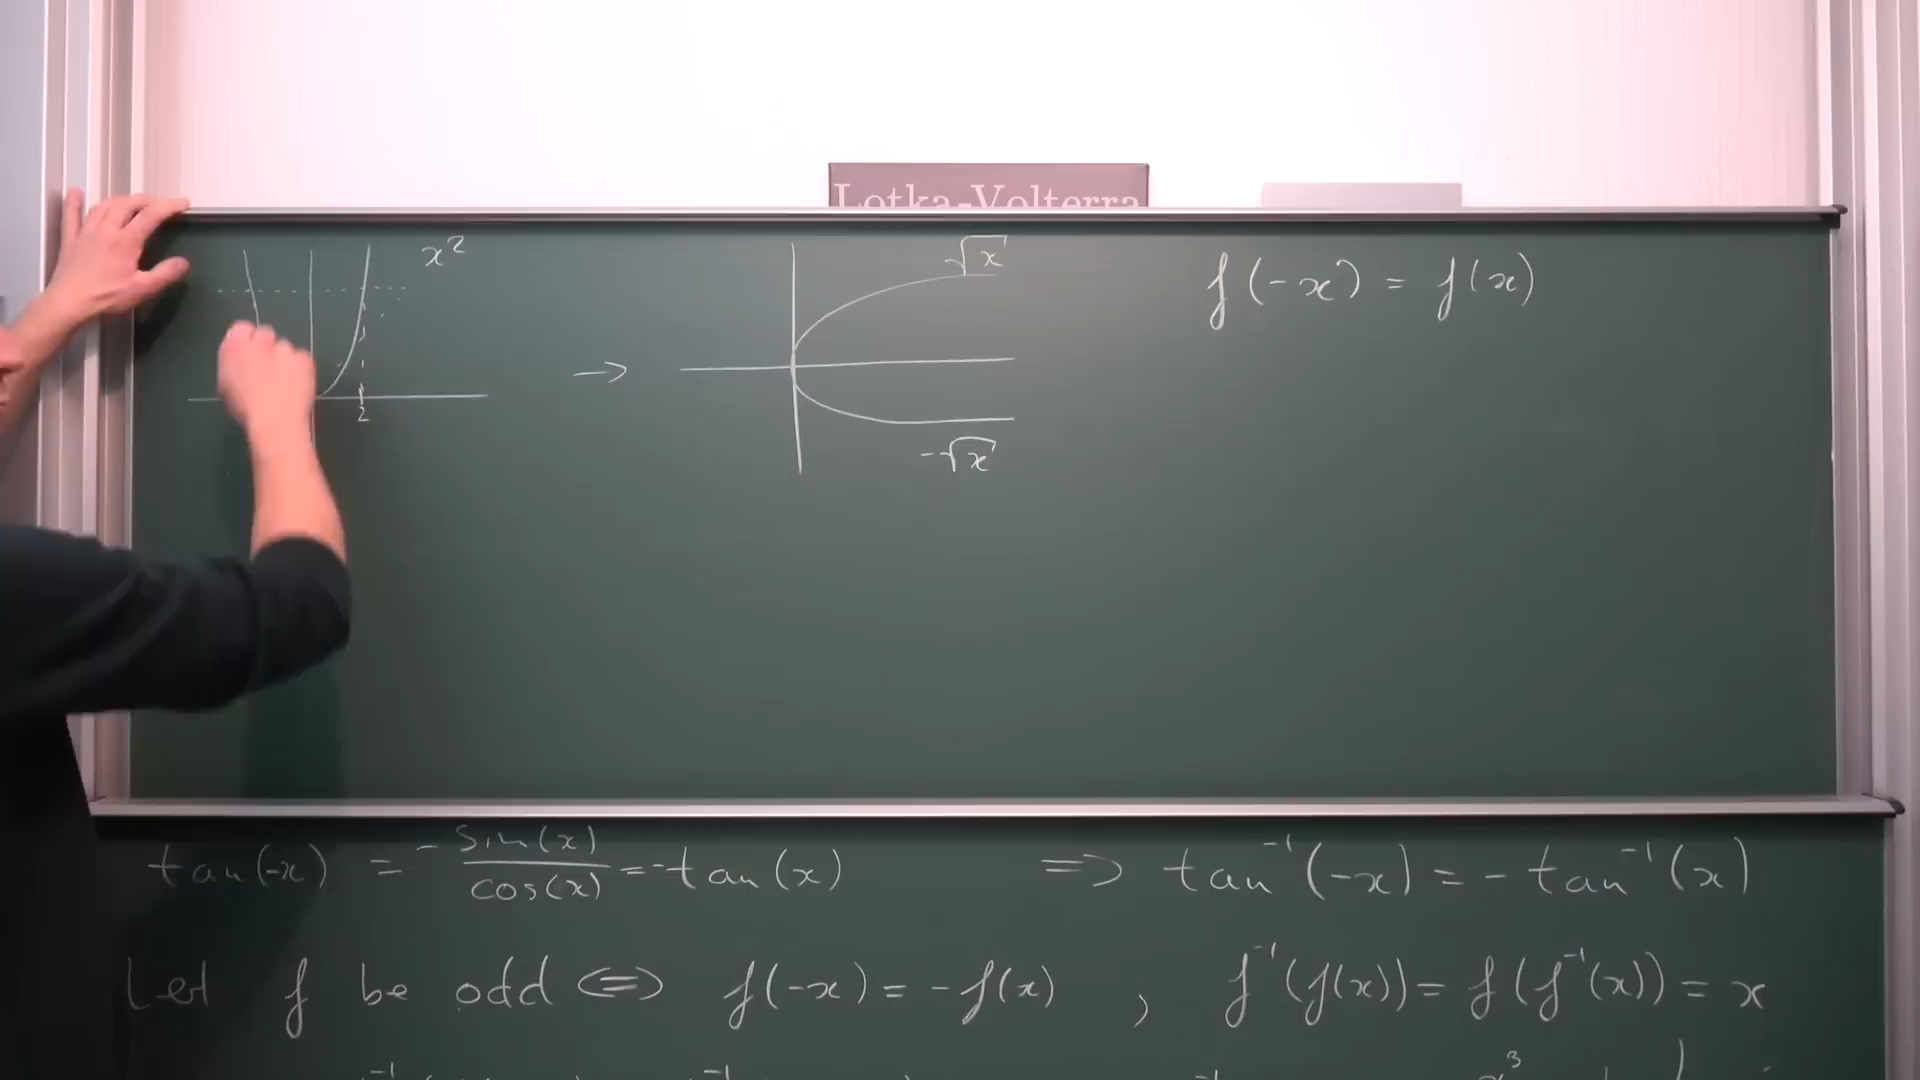 Lotka-Volterra
x²
√x
f(-x) = f(x)
→
2
-√x
tan(-x) = -sin(x)/cos(x) = -tan(x) => tan⁻¹(-x) = -tan⁻¹(x)
Let f be odd <=> f(-x) = -f(x) , f⁻¹(f(x)) = f(f⁻¹(x)) = x